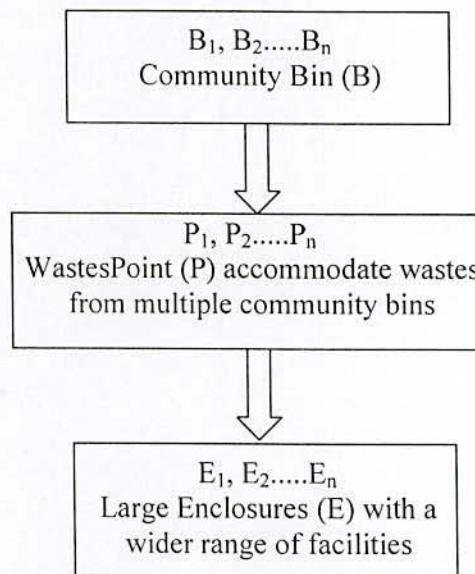 B₁, B₂.....Bₙ
Community Bin (B)
P₁, P₂.....Pₙ
WastesPoint (P) accommodate wastes
from multiple community bins
E₁, E₂.....Eₙ
Large Enclosures (E) with a
wider range of facilities